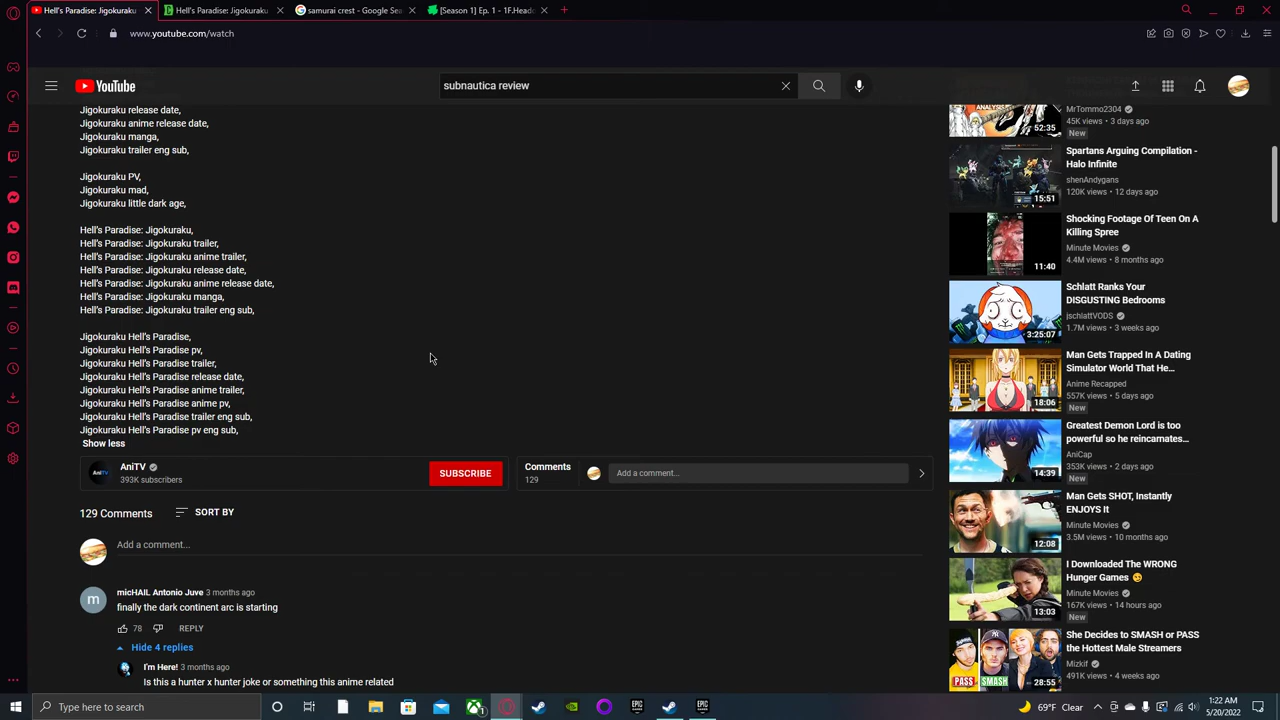 Hell's Paradise: Jigokuraku
Hell's Paradise: Jigokuraku
samurai crest - Google Sea
[Season 1] Ep. 1 - 1F.Head
www.youtube.com/watch
YouTube
subnautica review
Jigokuraku release date,
Jigokuraku anime release date,
Jigokuraku manga,
Jigokuraku trailer eng sub,
Jigokuraku PV,
Jigokuraku mad,
Jigokuraku little dark age,
Hell's Paradise: Jigokuraku,
Hell's Paradise: Jigokuraku trailer,
Hell's Paradise: Jigokuraku anime trailer,
Hell's Paradise: Jigokuraku release date,
Hell's Paradise: Jigokuraku anime release date,
Hell's Paradise: Jigokuraku manga,
Hell's Paradise: Jigokuraku trailer eng sub,
Jigokuraku Hell's Paradise,
Jigokuraku Hell's Paradise pv,
Jigokuraku Hell's Paradise trailer,
Jigokuraku Hell's Paradise release date,
Jigokuraku Hell's Paradise anime trailer,
Jigokuraku Hell's Paradise anime pv,
Jigokuraku Hell's Paradise trailer eng sub,
Jigokuraku Hell's Paradise pv eng sub,
Show less
AniTV
393K subscribers
SUBSCRIBE
Comments
129
Add a comment...
129 Comments
SORT BY
Add a comment...
m
micHAIL Antonio Juve 3 months ago
finally the dark continent arc is starting
78
REPLY
Hide 4 replies
I'm Here! 3 months ago
Is this a hunter x hunter joke or something this anime related
ANALYSIS
52:35
MrTommo2304
45K views • 3 days ago
New
15:51
Spartans Arguing Compilation -
Halo Infinite
shenAndygans
120K views • 12 days ago
11:40
Shocking Footage Of Teen On A
Killing Spree
Minute Movies
4.4M views • 8 months ago
3:25:07
Schlatt Ranks Your
DISGUSTING Bedrooms
jschlattVODS
1.7M views • 3 weeks ago
18:06
Man Gets Trapped In A Dating
Simulator World That He...
Anime Recapped
557K views • 5 days ago
New
14:39
Greatest Demon Lord is too
powerful so he reincarnates...
AniCap
353K views • 2 days ago
New
12:08
Man Gets SHOT, Instantly
ENJOYS It
Minute Movies
3.5M views • 10 months ago
13:03
I Downloaded The WRONG
Hunger Games 😏
Minute Movies
167K views • 14 hours ago
New
PASS SMASH
28:55
She Decides to SMASH or PASS
the Hottest Male Streamers
Mizkif
491K views • 4 weeks ago
Type here to search
1
EPIC
GAMES
EPIC
GAMES
69°F Clear
1:22 AM
5/20/2022